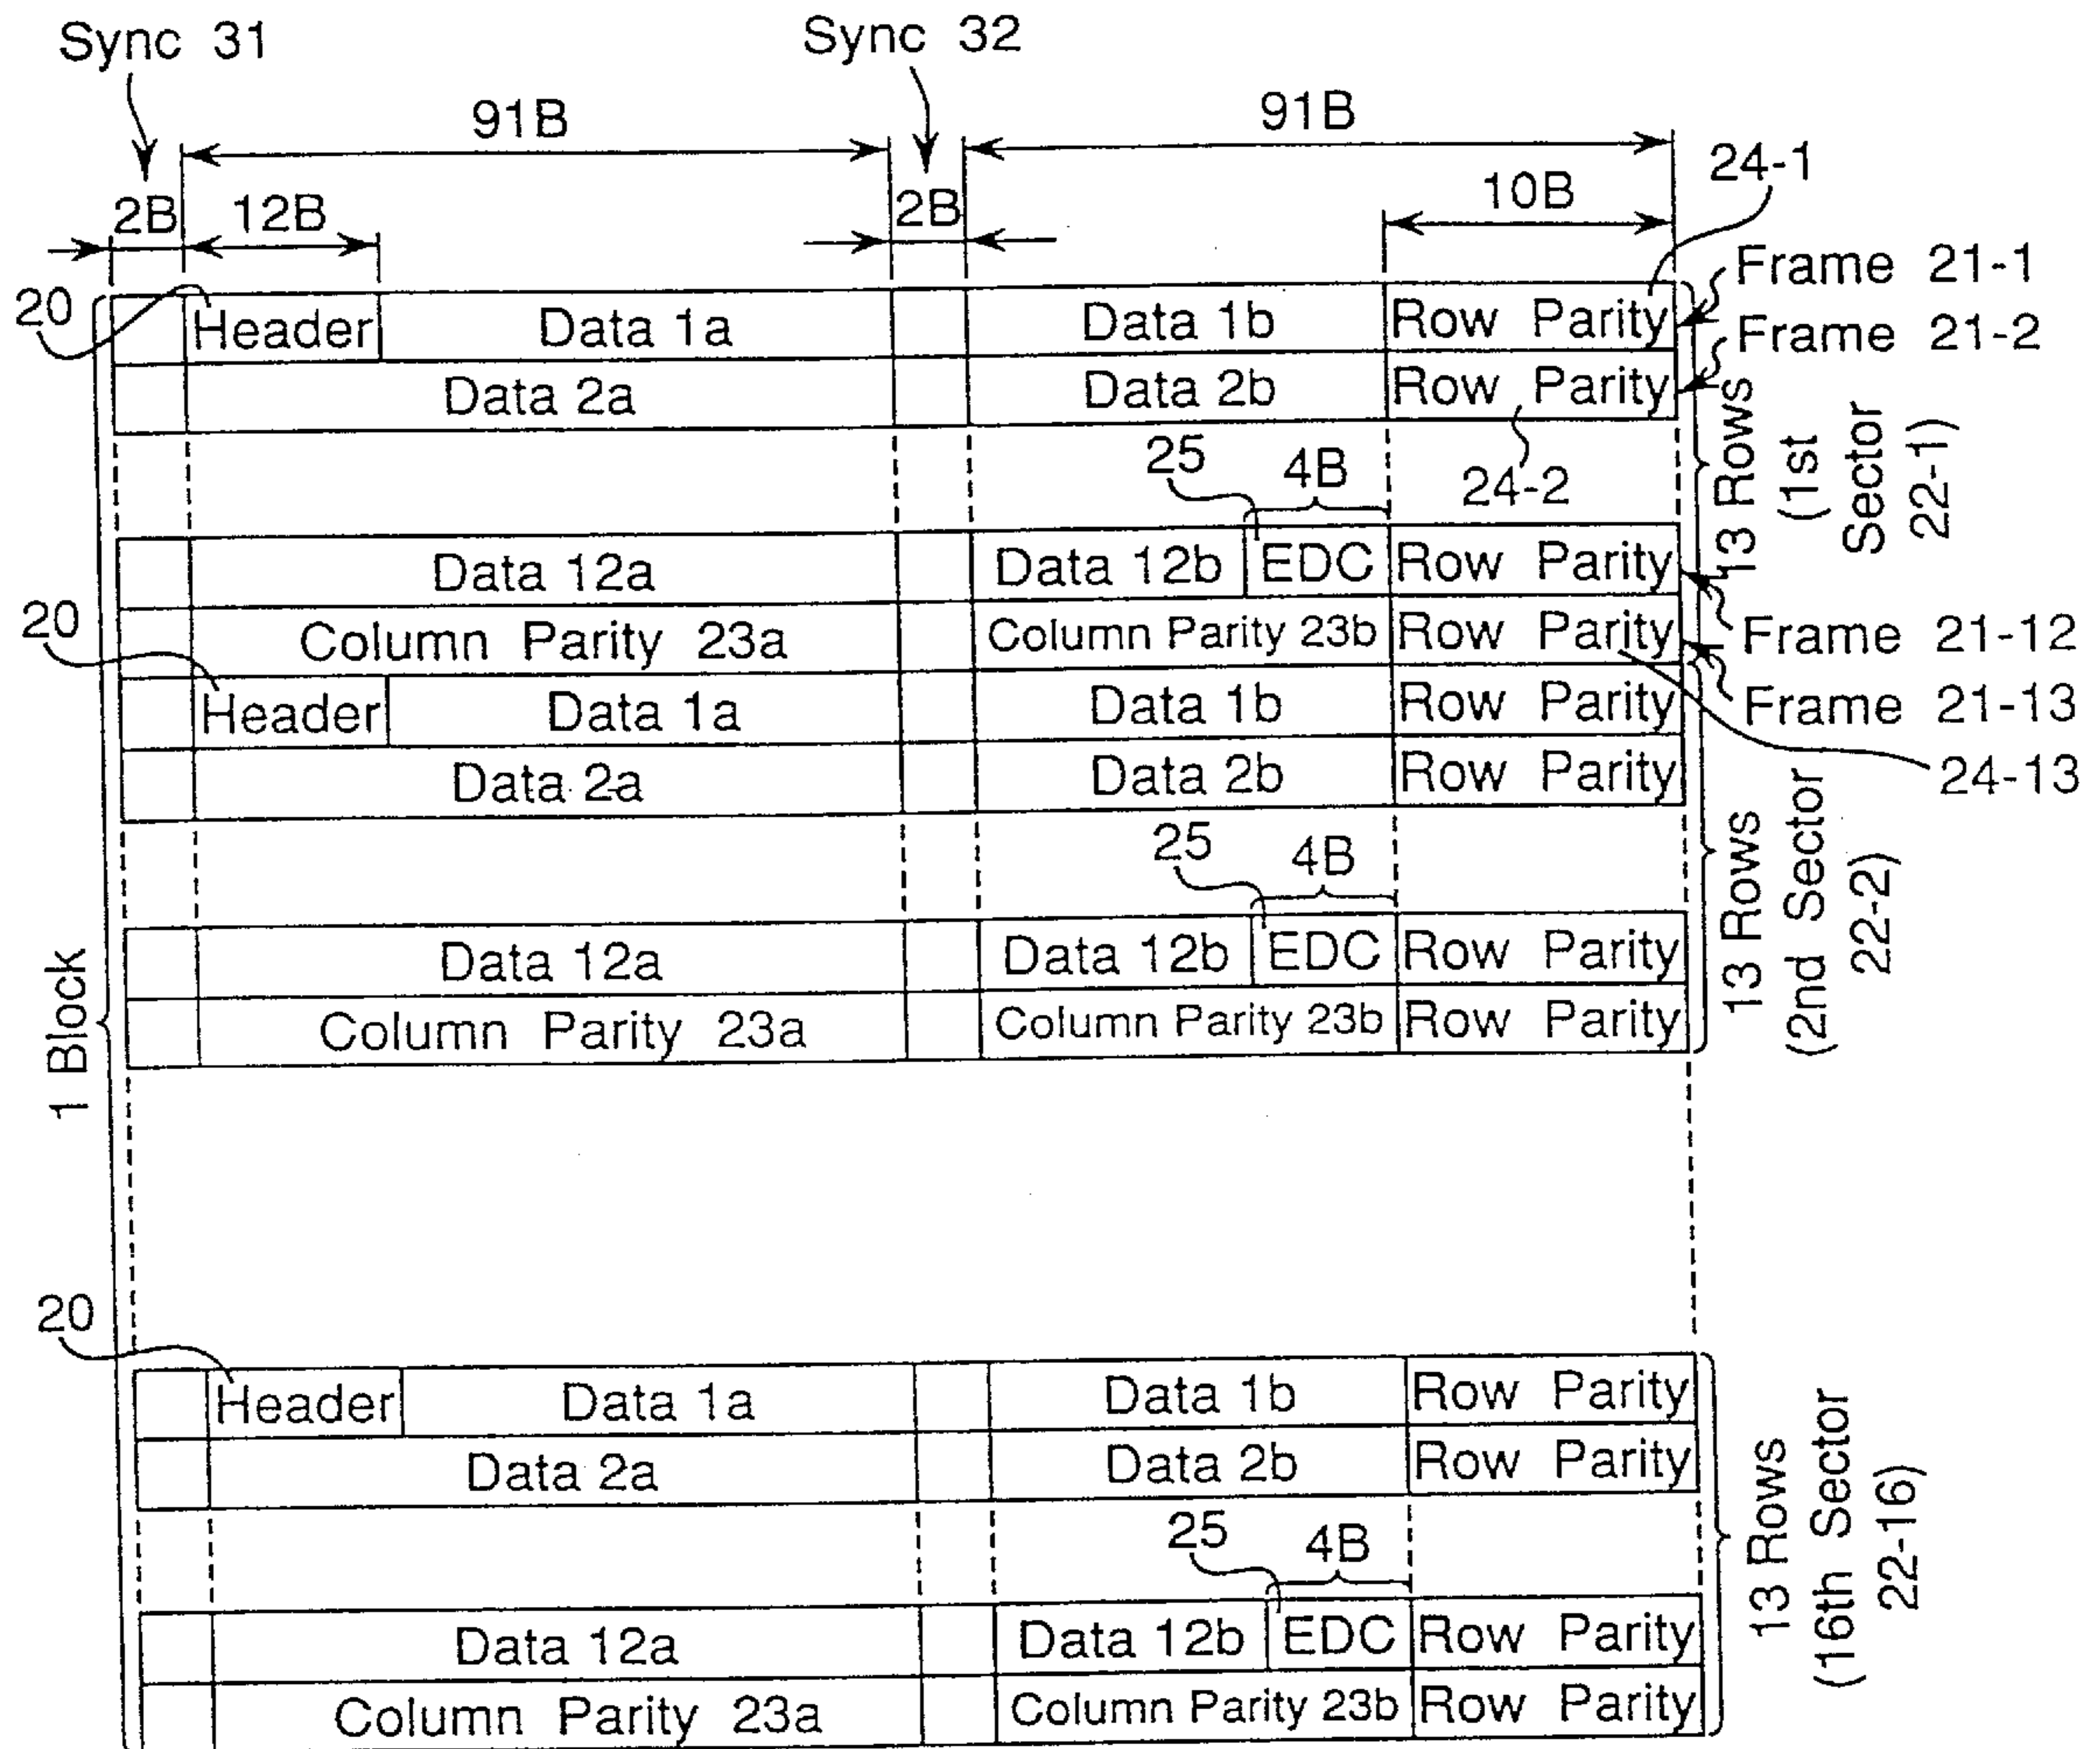 Sync 31
Sync 32
91B
91B
24-1
2B
12B
2B
10B
20
Header
Data 1a
Data 1b
Row Parity
Frame 21-1
Data 2a
Data 2b
Row Parity
Frame 21-2
25
4B
24-2
13 Rows
(1st
Sector
22-1)
Data 12a
Data 12b
EDC
Row Parity
Frame 21-12
20
Column Parity 23a
Column Parity 23b
Row Parity
Frame 21-13
Header
Data 1a
Data 1b
Row Parity
24-13
Data 2a
Data 2b
Row Parity
25
4B
13 Rows
(2nd Sector
22-2)
Data 12a
Data 12b
EDC
Row Parity
Column Parity 23a
Column Parity 23b
Row Parity
1 Block
20
Header
Data 1a
Data 1b
Row Parity
Data 2a
Data 2b
Row Parity
25
4B
13 Rows
(16th Sector
22-16)
Data 12a
Data 12b
EDC
Row Parity
Column Parity 23a
Column Parity 23b
Row Parity